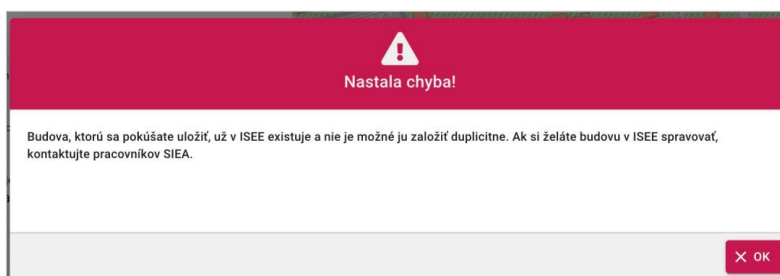 Nastala chyba!
Budova, ktorú sa pokúšate uložiť, už v ISEE existuje a nie je možné ju založiť duplicitne. Ak si želáte budovu v ISEE spravovať,
kontaktujte pracovníkov SIEA.
OK